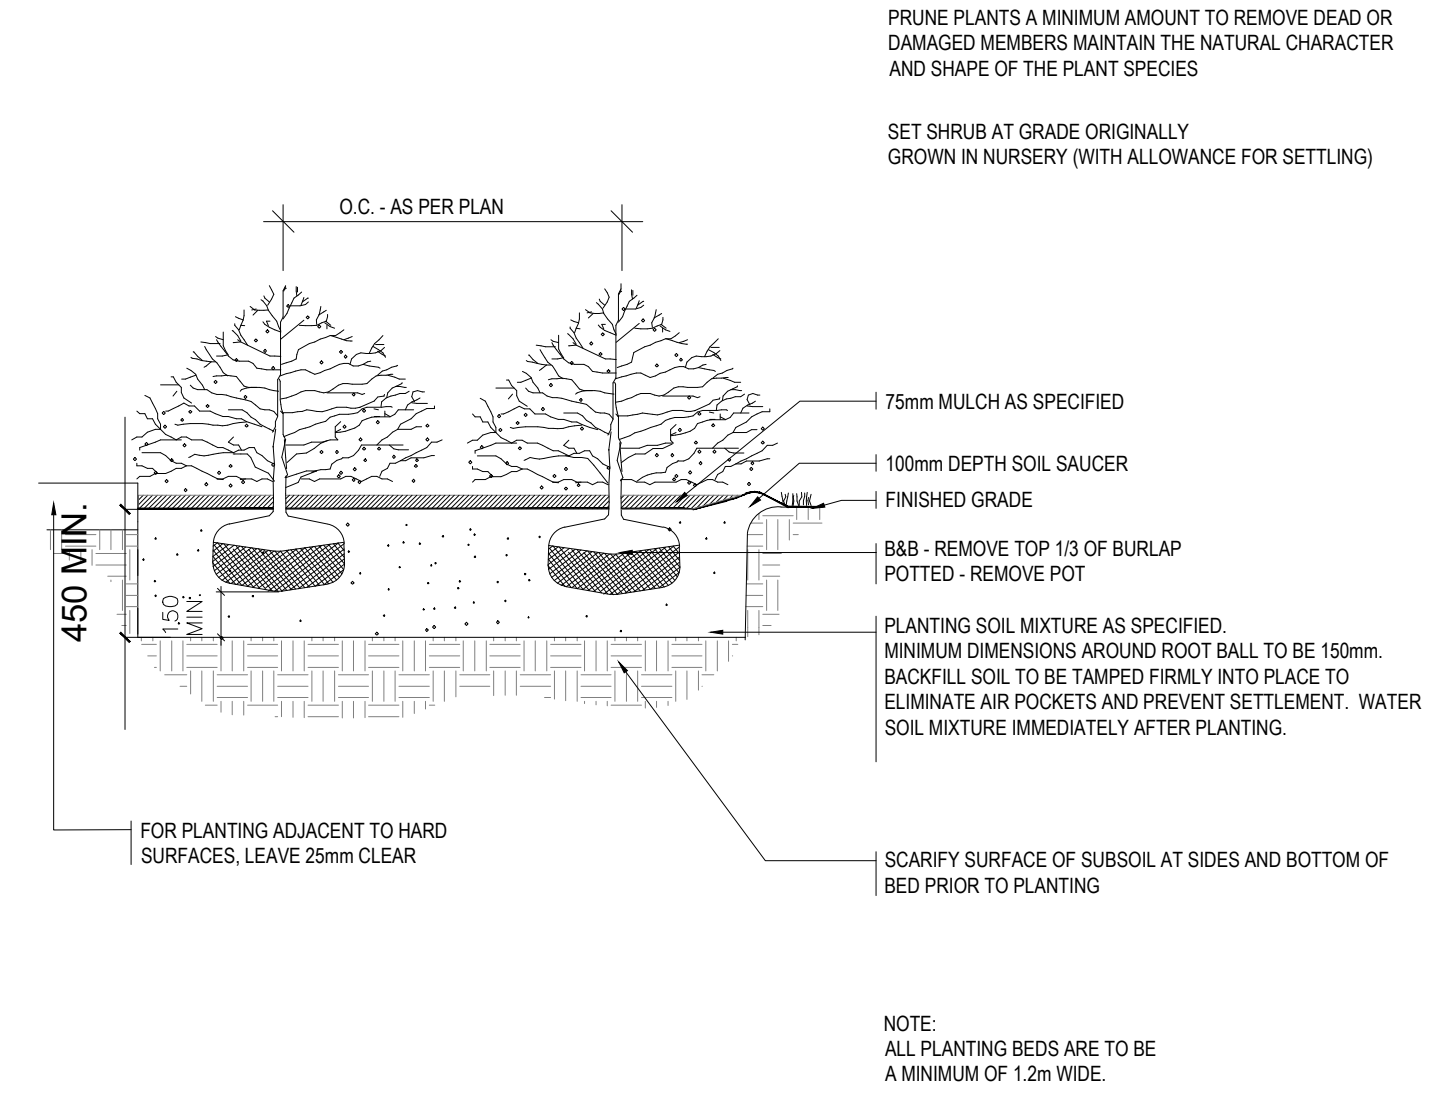 PRUNE PLANTS A MINIMUM AMOUNT TO REMOVE DEAD OR
DAMAGED MEMBERS MAINTAIN THE NATURAL CHARACTER
AND SHAPE OF THE PLANT SPECIES
SET SHRUB AT GRADE ORIGINALLY
GROWN IN NURSERY (WITH ALLOWANCE FOR SETTLING)
O.C. - AS PER PLAN
75mm MULCH AS SPECIFIED
100mm DEPTH SOIL SAUCER
FINISHED GRADE
B&B - REMOVE TOP 1/3 OF BURLAP
POTTED - REMOVE POT
450 MIN.
150
MIN.
PLANTING SOIL MIXTURE AS SPECIFIED.
MINIMUM DIMENSIONS AROUND ROOT BALL TO BE 150mm.
BACKFILL SOIL TO BE TAMPED FIRMLY INTO PLACE TO
ELIMINATE AIR POCKETS AND PREVENT SETTLEMENT. WATER
SOIL MIXTURE IMMEDIATELY AFTER PLANTING.
FOR PLANTING ADJACENT TO HARD
SURFACES, LEAVE 25mm CLEAR
SCARIFY SURFACE OF SUBSOIL AT SIDES AND BOTTOM OF
BED PRIOR TO PLANTING
NOTE:
ALL PLANTING BEDS ARE TO BE
A MINIMUM OF 1.2m WIDE.